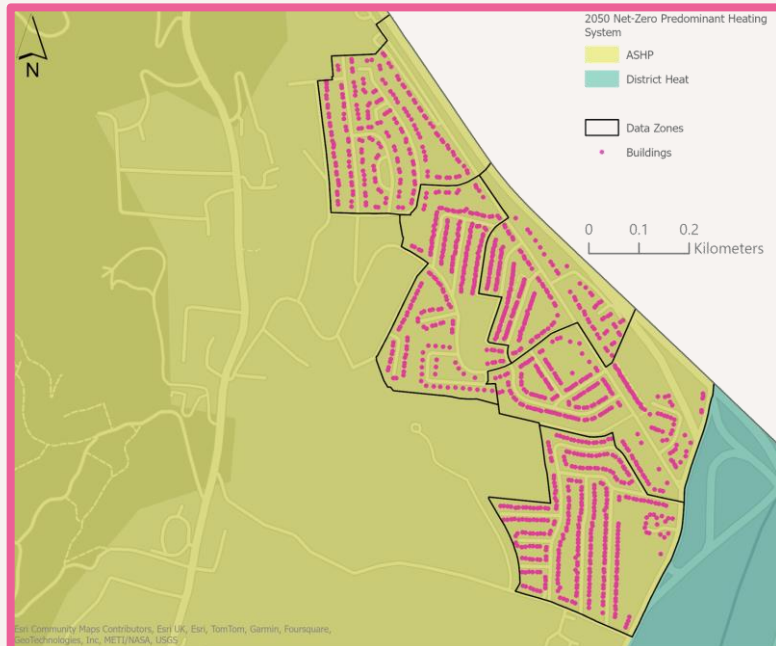 2050 Net-Zero Predominant Heating
System
ASHP
District Heat
Data Zones
Buildings
0 0.1 0.2
Kilometers
N
Esri Community Maps Contributors, Esri UK, Esri, TomTom, Garmin, Foursquare,
GeoTechnologies, Inc, METI/NASA, USGS